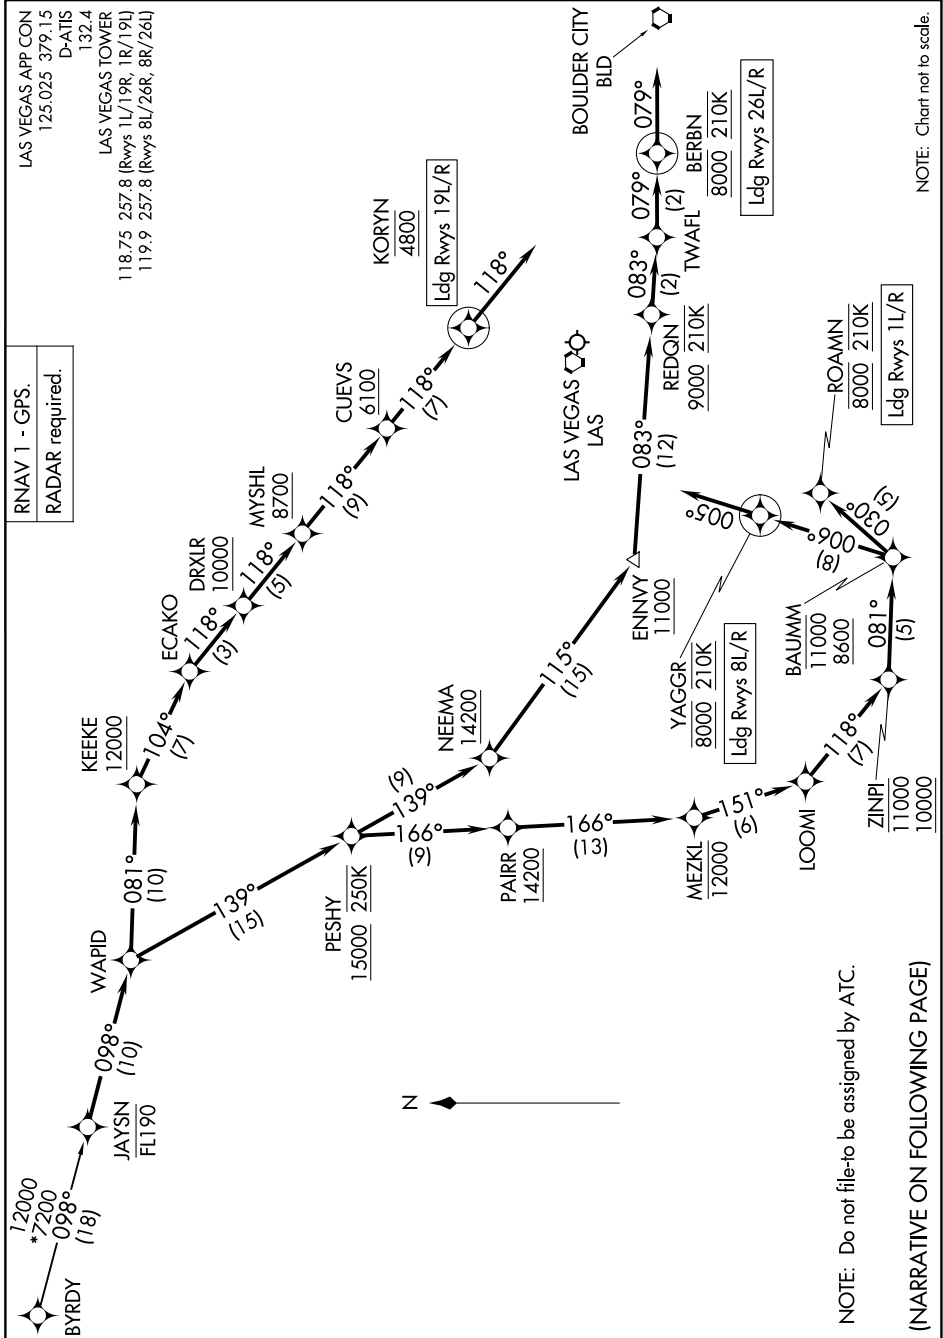 RNAV 1 - GPS.
RADAR required.
LAS VEGAS APP CON
125.025 379.15
D-ATIS
132.4
LAS VEGAS TOWER
118.75 257.8 (Rwys 1L/19R, 1R/19L)
119.9 257.8 (Rwys 8L/26R, 8R/26L)
BYRDY
12000
*7200
098°
(18)
JAYSN
FL190
098°
(10)
WAPID
081°
(10)
KEEKE
12000
104°
(7)
ECAKO
118°
(3)
DRXLR
10000
118°
(5)
MYSHL
8700
118°
(9)
CUEVS
6100
118°
(7)
KORYN
4800
Ldg Rwys 19L/R
118°
139°
(15)
PESHY
15000 250K
139°
(9)
NEEMA
14200
115°
(15)
ENNVY
11000
083°
(12)
LAS VEGAS
LAS
REDQN
9000 210K
083°
(2)
TWAFL
079°
(2)
BERBN
8000 210K
Ldg Rwys 26L/R
079°
BOULDER CITY
BLD
166°
(9)
PAIRR
14200
166°
(13)
MEZKL
12000
151°
(6)
LOOMI
118°
(7)
ZINPI
11000
10000
081°
(5)
BAUMM
11000
8600
006°
(8)
YAGGR
8000 210K
Ldg Rwys 8L/R
005°
030°
(5)
ROAMN
8000 210K
Ldg Rwys 1L/R
N
NOTE: Do not file-to be assigned by ATC.
(NARRATIVE ON FOLLOWING PAGE)
NOTE: Chart not to scale.